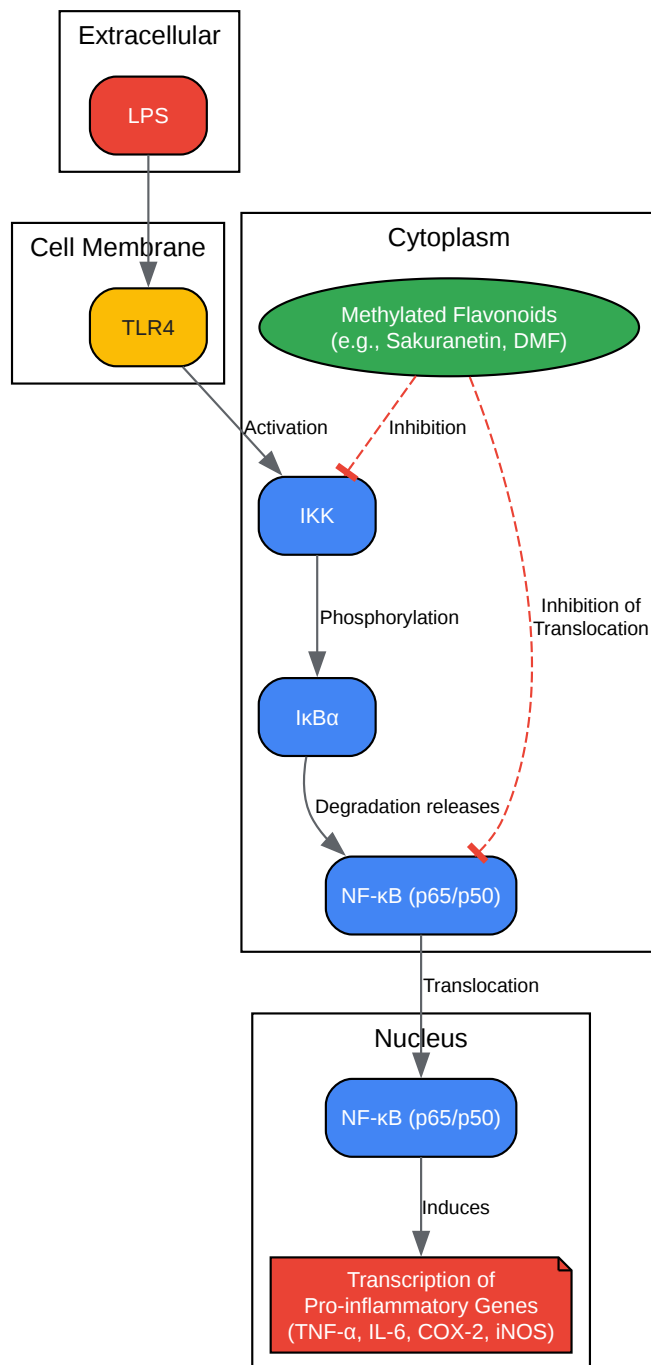 Extracellular
LPS
Cell Membrane
TLR4
Cytoplasm
Methylated Flavonoids
(e.g., Sakuranetin, DMF)
Activation
Inhibition
IKK
Phosphorylation
Inhibition of
Translocation
IκBα
Degradation releases
NF-κB (p65/p50)
Translocation
Nucleus
NF-κB (p65/p50)
Induces
Transcription of
Pro-inflammatory Genes
(TNF-α, IL-6, COX-2, iNOS)